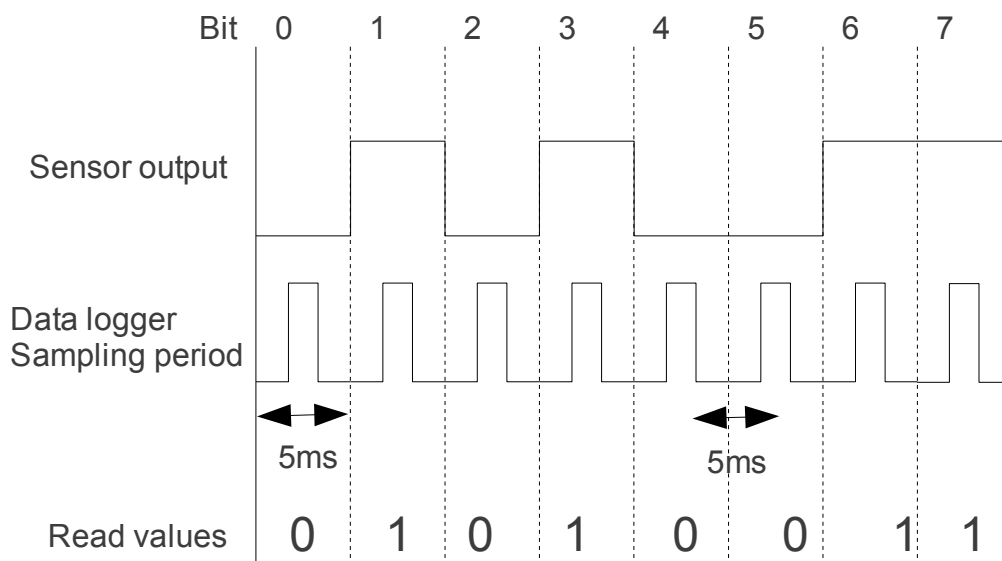 Bit 0 1 2 3 4 5 6 7
Sensor output
Data logger
Sampling period
5ms 5ms
Read values 0 1 0 1 0 0 1 1